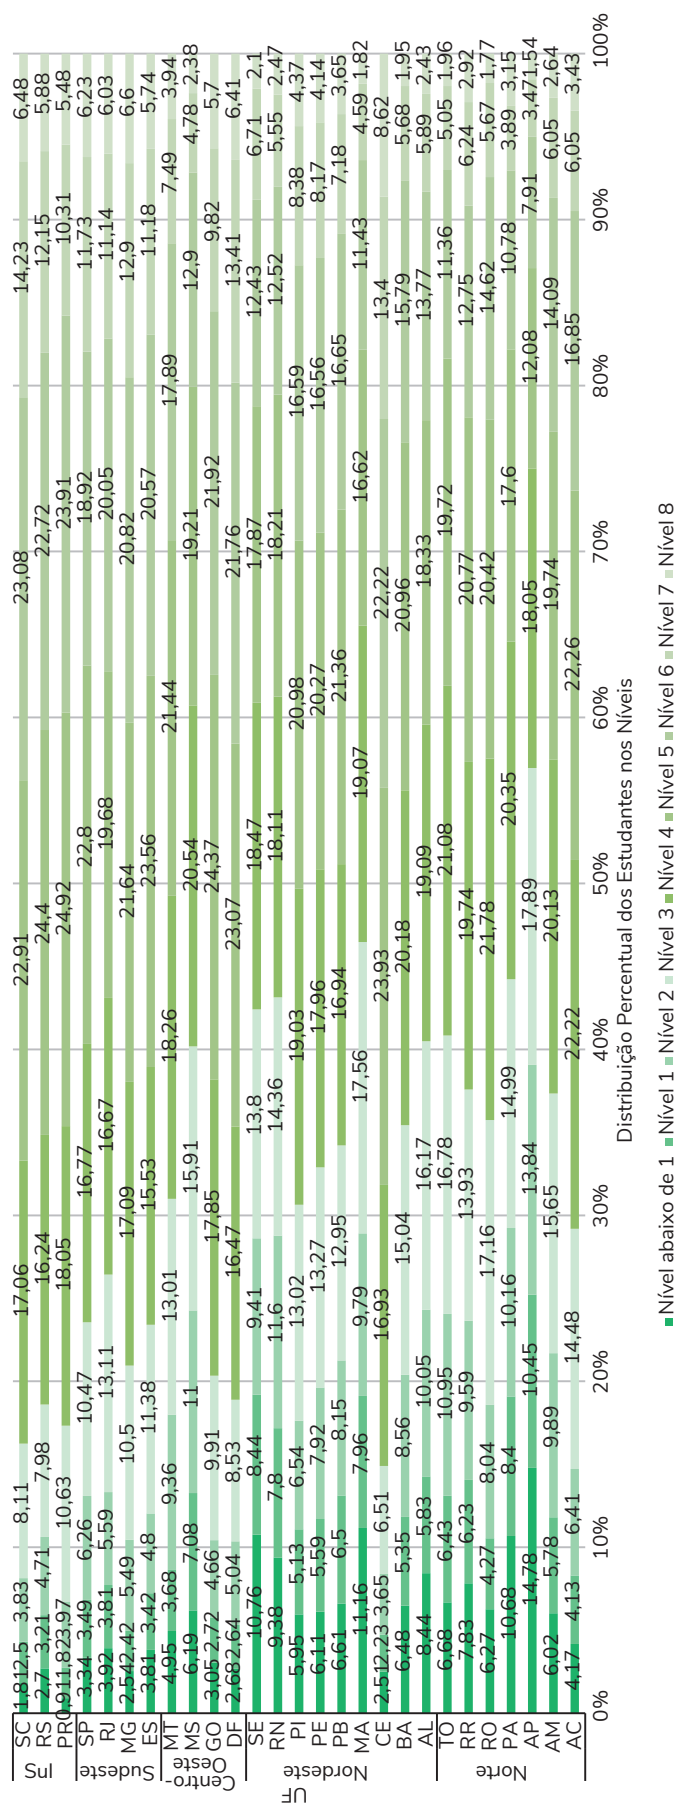 UF
Sul
SC 1,81 2,5 3,83 8,11 17,06 22,91 23,08 14,23 6,48
RS 2,7 3,21 4,71 7,98 16,24 24,4 22,72 12,15 5,88
PR 0,91 1,82 3,97 10,63 18,05 24,92 23,91 10,31 5,48
Sudeste
SP 3,34 3,49 6,26 10,47 16,77 22,8 18,92 11,73 6,23
RJ 3,92 3,81 5,59 13,11 16,67 19,68 20,05 11,14 6,03
MG 2,54 2,42 5,49 10,5 17,09 21,64 20,82 12,9 6,6
ES 3,81 3,42 4,8 11,38 15,53 23,56 20,57 11,18 5,74
Centro-
Oeste
MT 4,95 3,68 9,36 13,01 18,26 21,44 17,89 7,49 3,94
MS 6,19 7,08 11 15,91 20,54 19,21 12,9 4,78 2,38
GO 3,05 2,72 4,66 9,91 17,85 24,37 21,92 9,82 5,7
DF 2,68 2,64 5,04 8,53 16,47 23,07 21,76 13,41 6,41
Nordeste
SE 10,76 8,44 9,41 13,8 18,47 17,87 12,43 6,71 2,1
RN 9,38 7,8 11,6 14,36 18,11 18,21 12,52 5,55 2,47
PI 5,95 5,13 6,54 13,02 19,03 20,98 16,59 8,38 4,37
PE 6,11 5,59 7,92 13,27 17,96 20,27 16,56 8,17 4,14
PB 6,61 6,5 8,15 12,95 16,94 21,36 16,65 7,18 3,65
MA 11,16 7,96 9,79 17,56 19,07 16,62 11,43 4,59 1,82
CE 2,51 2,23 3,65 6,51 16,93 23,93 22,22 13,4 8,62
BA 6,48 5,35 8,56 15,04 20,18 20,96 15,79 5,68 1,95
AL 8,44 5,83 10,05 16,17 19,09 18,33 13,77 5,89 2,43
Norte
TO 6,68 6,43 10,95 16,78 21,08 19,72 11,36 5,05 1,96
RR 7,83 6,23 9,59 13,93 19,74 20,77 12,75 6,24 2,92
RO 6,27 4,27 8,04 17,16 21,78 20,42 14,62 5,67 1,77
PA 10,68 8,4 10,16 14,99 20,35 17,6 10,78 3,89 3,15
AP 14,78 10,45 13,84 17,89 18,05 12,08 7,91 3,47 1,54
AM 6,02 5,78 9,89 15,65 20,13 19,74 14,09 6,05 2,64
AC 4,17 4,13 6,41 14,48 22,22 22,26 16,85 6,05 3,43
0% 10% 20% 30% 40% 50% 60% 70% 80% 90% 100%
Distribuição Percentual dos Estudantes nos Níveis
Nível abaixo de 1 Nível 1 Nível 2 Nível 3 Nível 4 Nível 5 Nível 6 Nível 7 Nível 8